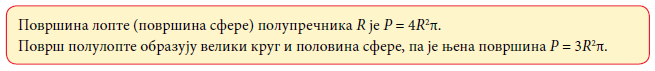 Површина лопте (површина сфере) полупречника R је P = 4R²π.
Површ полулопте образују велики круг и половина сфере, па је њена површина P = 3R²π.